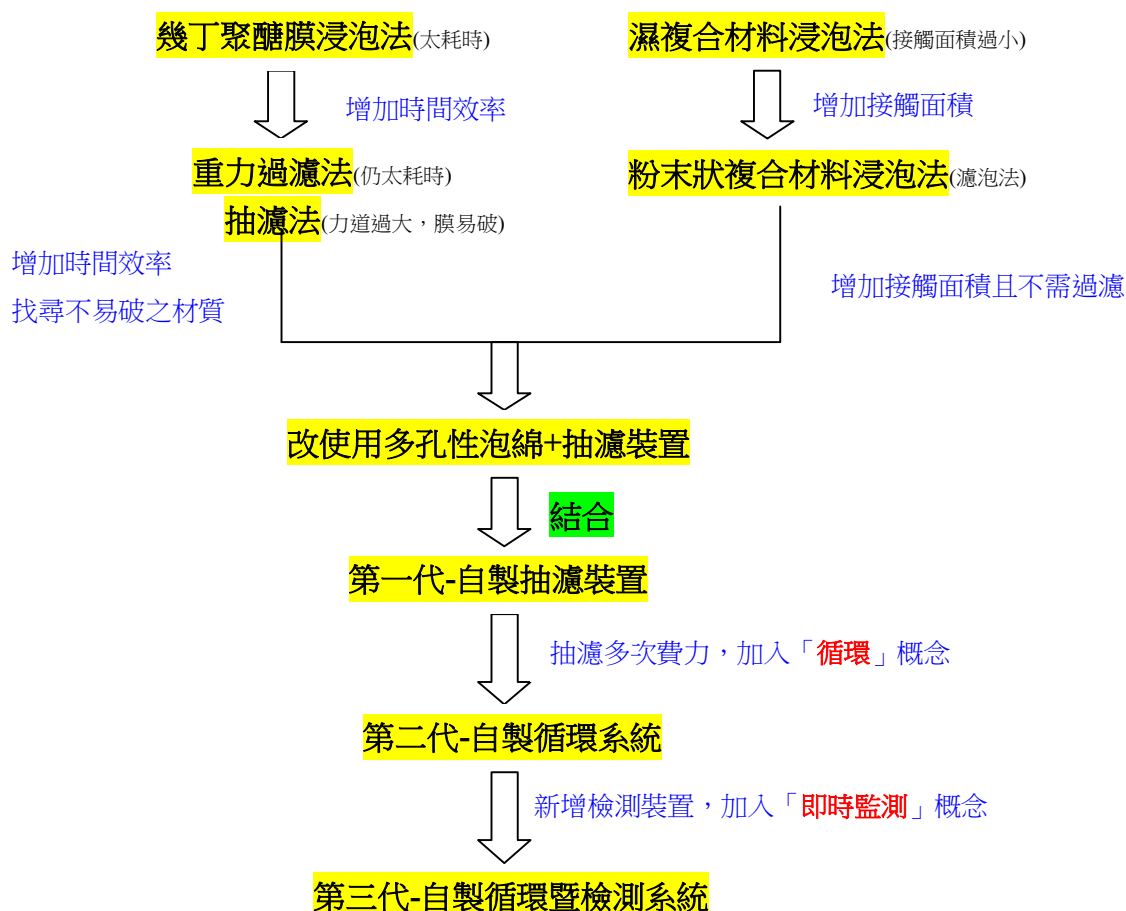 幾丁聚醣膜浸泡法(太耗時)
濕複合材料浸泡法(接觸面積過小)
增加時間效率
增加接觸面積
重力過濾法(仍太耗時)
粉末狀複合材料浸泡法(濾泡法)
抽濾法(力道過大，膜易破)
增加時間效率
找尋不易破之材質
增加接觸面積且不需過濾
改使用多孔性泡綿+抽濾裝置
結合
第一代-自製抽濾裝置
抽濾多次費力，加入「循環」概念
第二代-自製循環系統
新增檢測裝置，加入「即時監測」概念
第三代-自製循環暨檢測系統